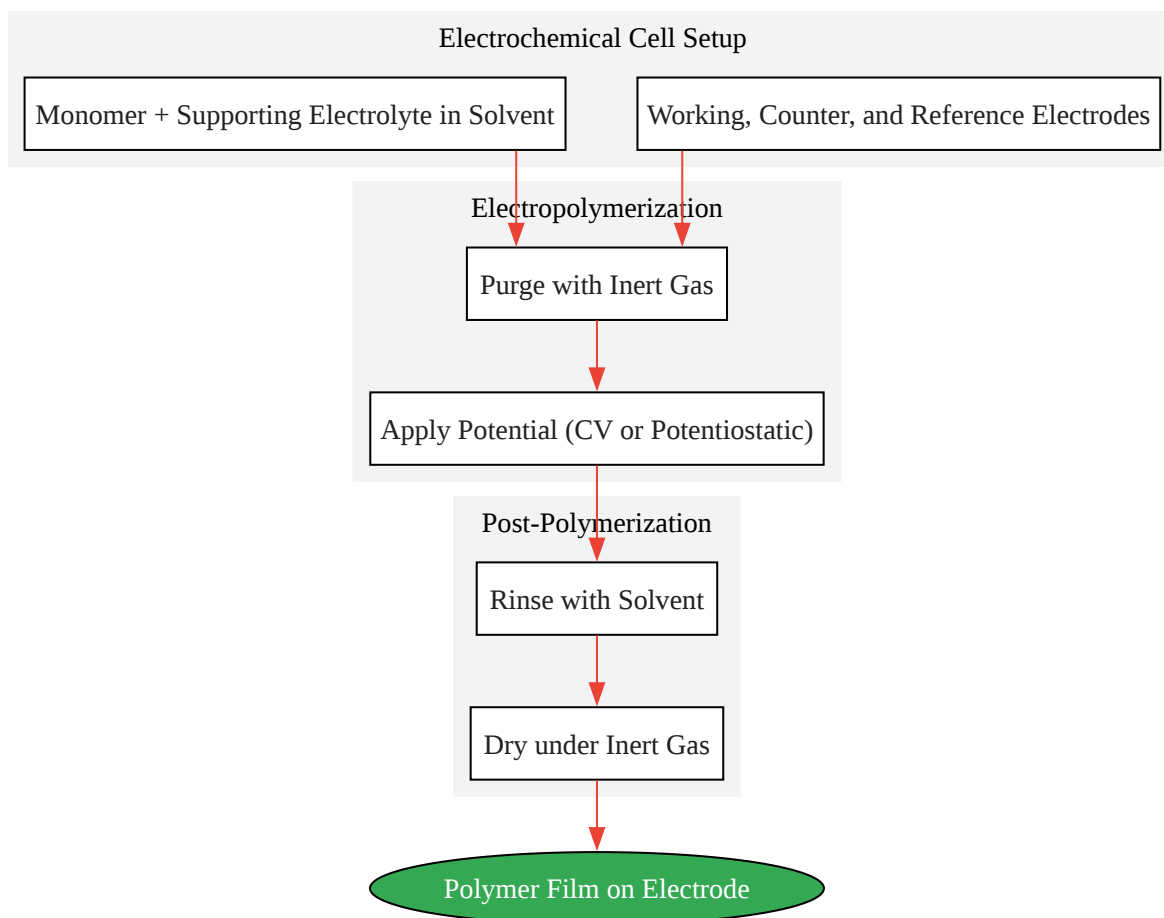 Electrochemical Cell Setup
Monomer + Supporting Electrolyte in Solvent
Working, Counter, and Reference Electrodes
Electropolymerization
Purge with Inert Gas
Apply Potential (CV or Potentiostatic)
Post-Polymerization
Rinse with Solvent
Dry under Inert Gas
Polymer Film on Electrode